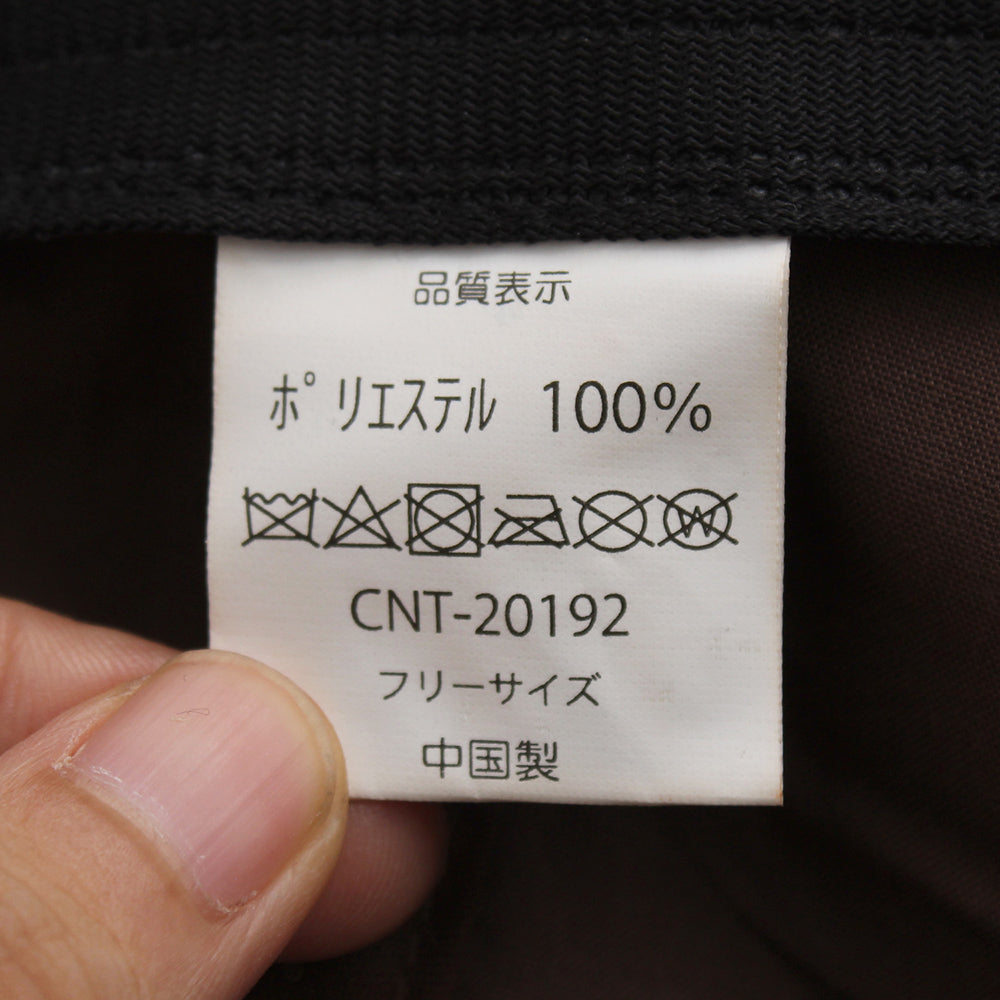 品質表示
ポリエステル 100%
CNT-20192
フリーサイズ
中国製